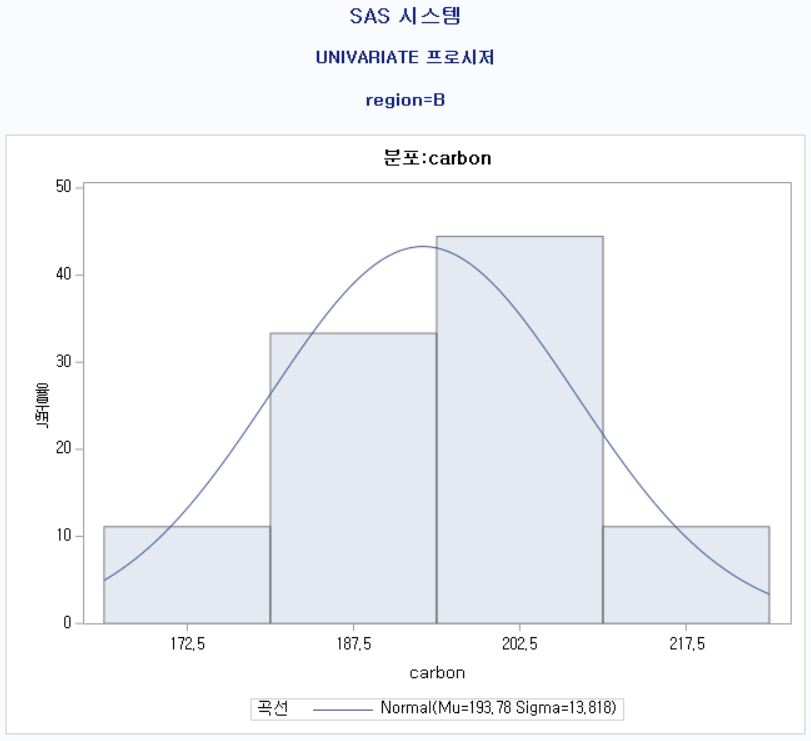 SAS 시스템
UNIVARIATE 프로시저
region=B
분포:carbon
50
40
30
20
10
0
172,5 187,5 202,5 217,5
carbon
곡선 Normal(Mu=193,78 Sigma=13,818)